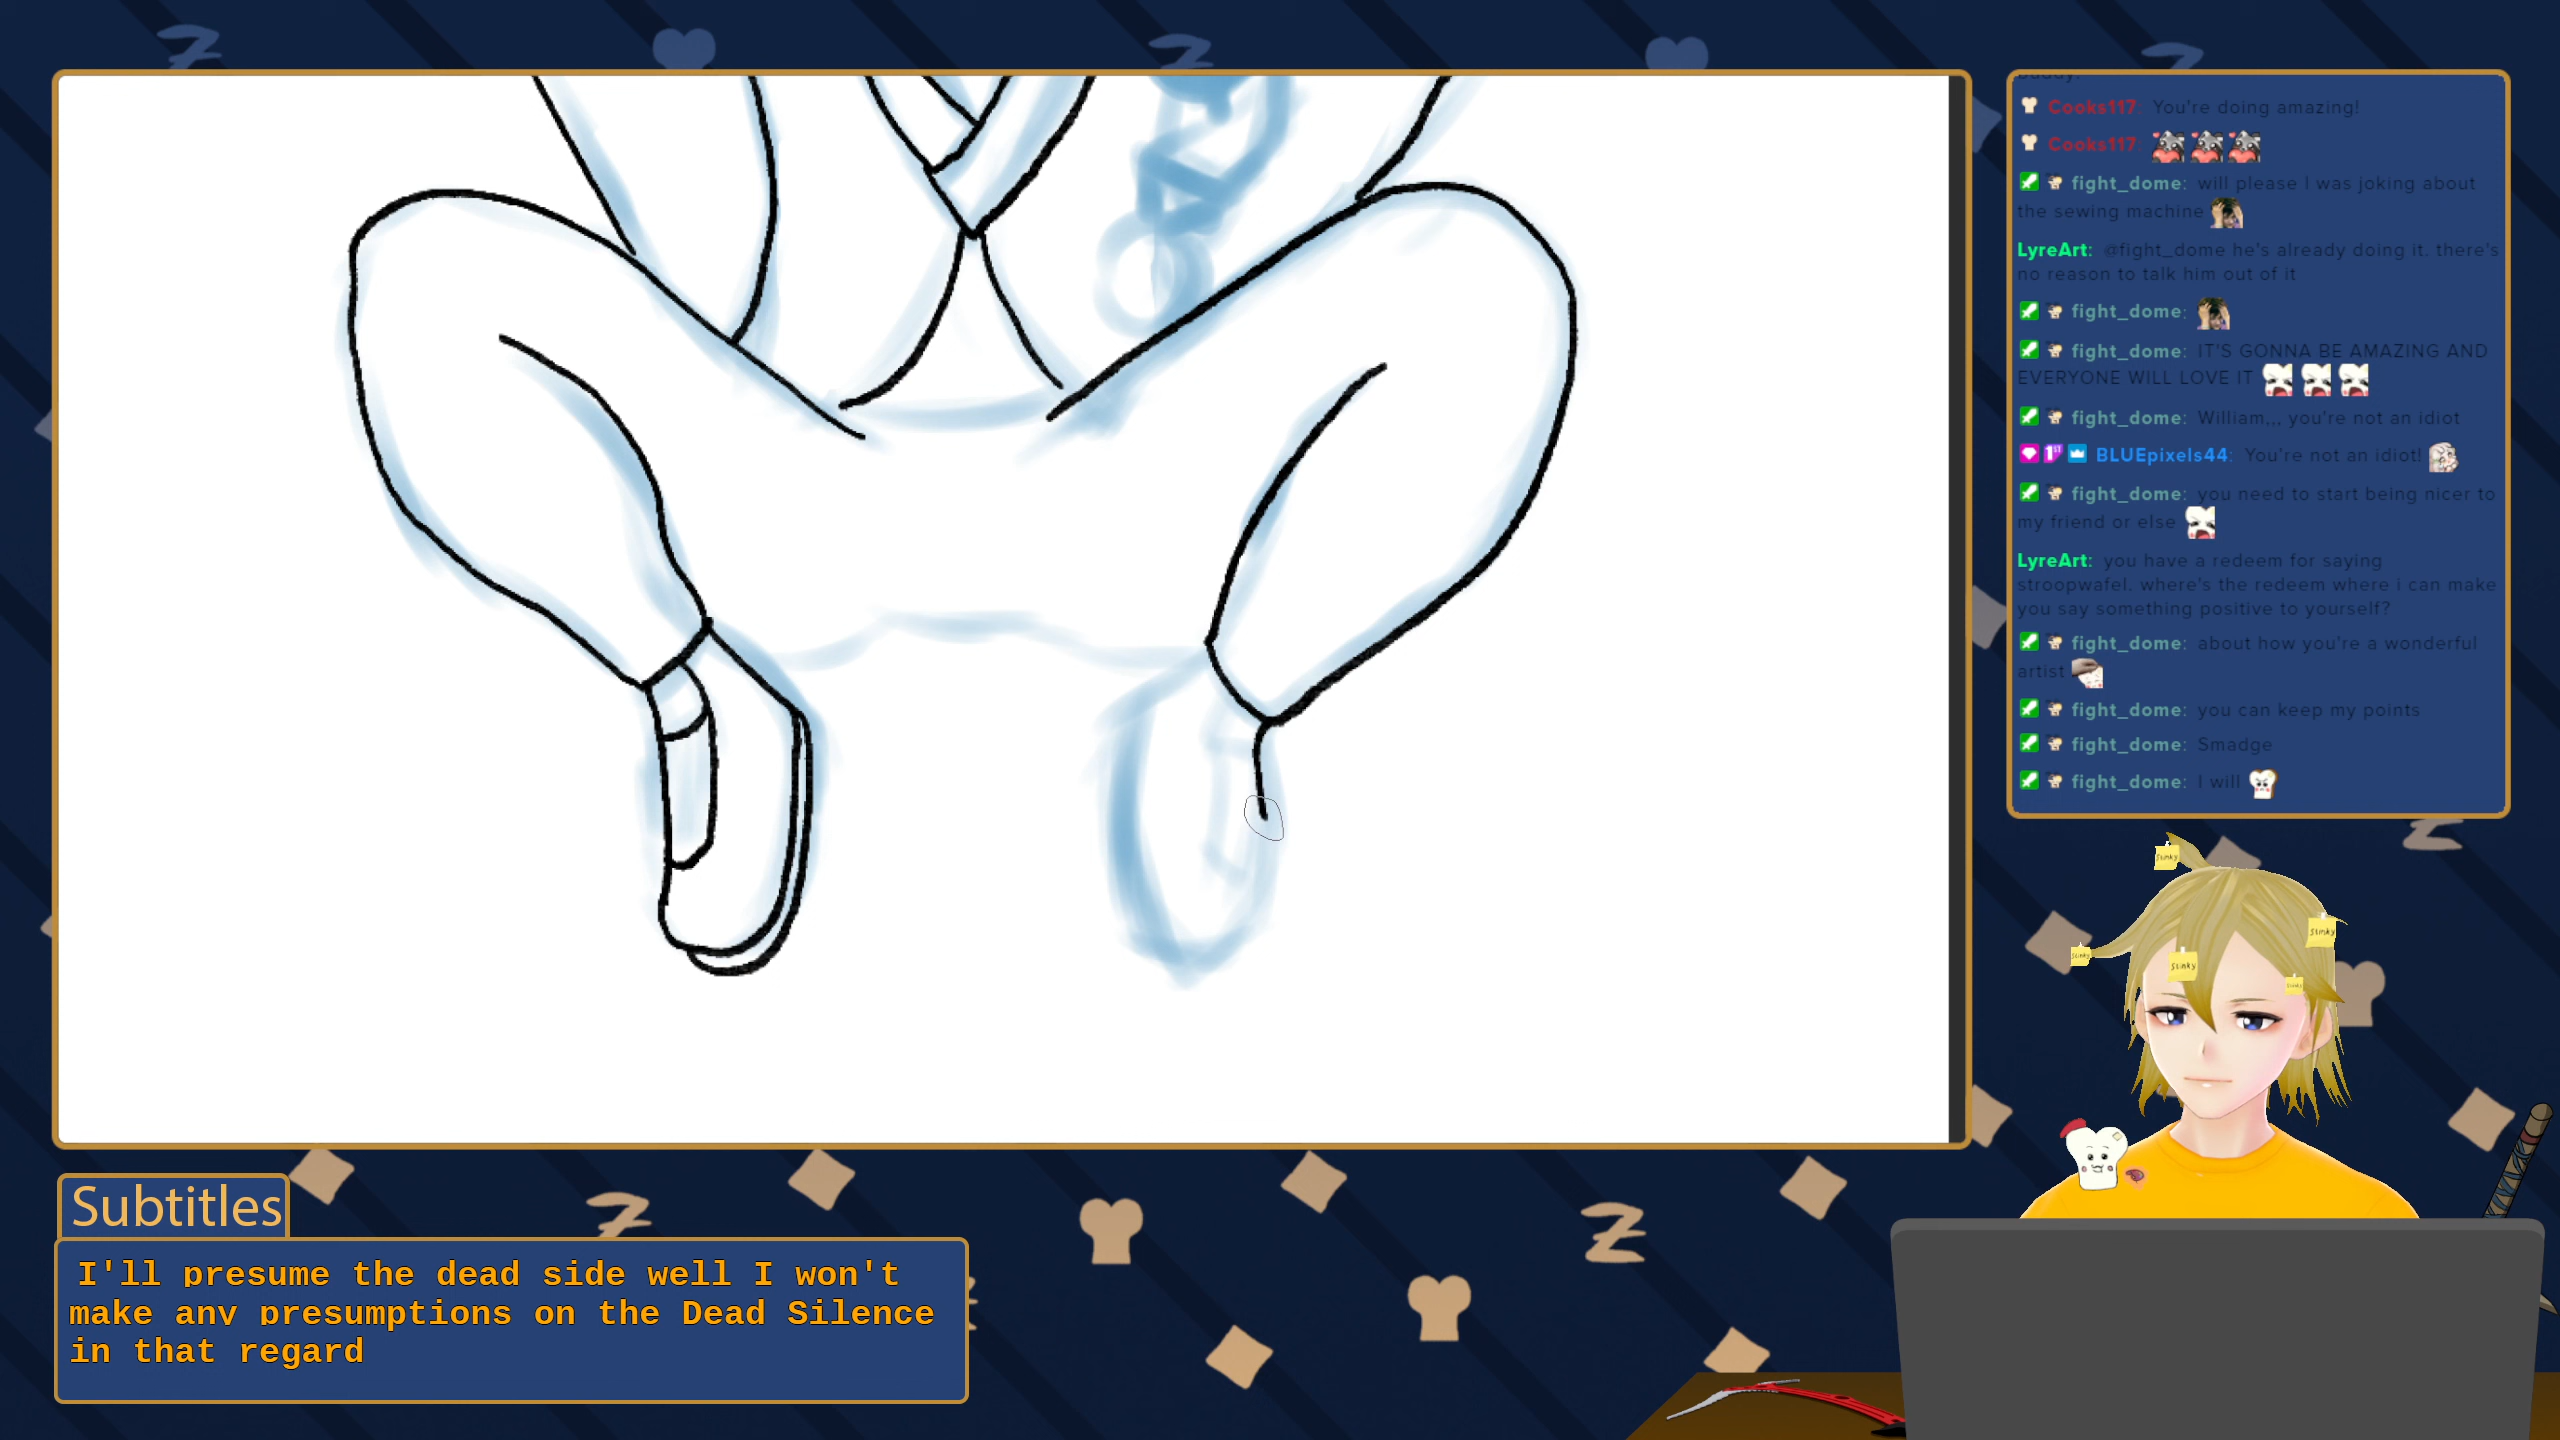 Cooks117: You're doing amazing!
Cooks117:
fight_dome: will please I was joking about
the sewing machine
LyreArt: @fight_dome he's already doing it. there's
no reason to talk him out of it
fight_dome:
fight_dome: IT'S GONNA BE AMAZING AND
EVERYONE WILL LOVE IT
fight_dome: William,,, you're not an idiot
BLUEpixels44: You're not an idiot!
fight_dome: you need to start being nicer to
my friend or else
LyreArt: you have a redeem for saying
stroopwafel. where's the redeem where i can make
you say something positive to yourself?
fight_dome: about how you're a wonderful
artist
fight_dome: you can keep my points
fight_dome: Smadge
fight_dome: I will
Stinky
Stinky
Stinky
Stinky
Stinky
Subtitles
I'll presume the dead side well I won't
make any presumptions on the Dead Silence
in that regard